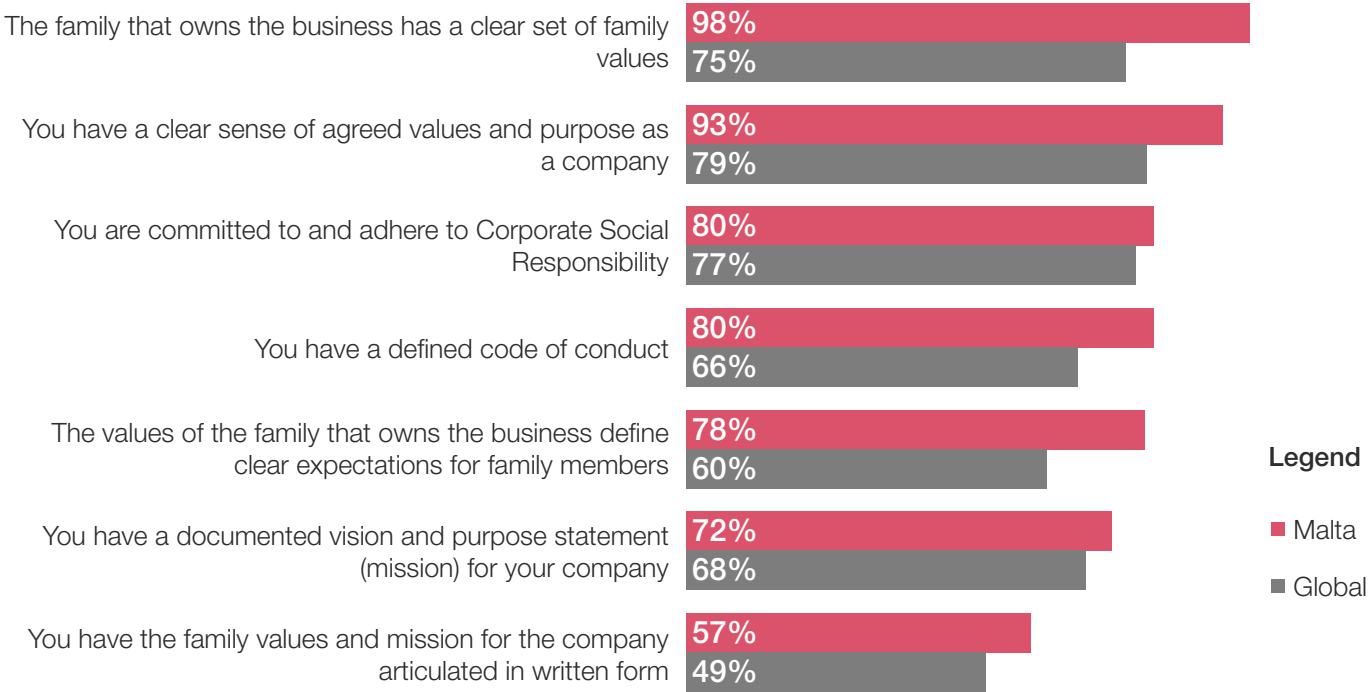 The family that owns the business has a clear set of family
values
98%
75%
You have a clear sense of agreed values and purpose as
a company
93%
79%
You are committed to and adhere to Corporate Social
Responsibility
80%
77%
You have a defined code of conduct
80%
66%
The values of the family that owns the business define
clear expectations for family members
78%
60%
You have a documented vision and purpose statement
(mission) for your company
72%
68%
You have the family values and mission for the company
articulated in written form
57%
49%
Legend
Malta
Global